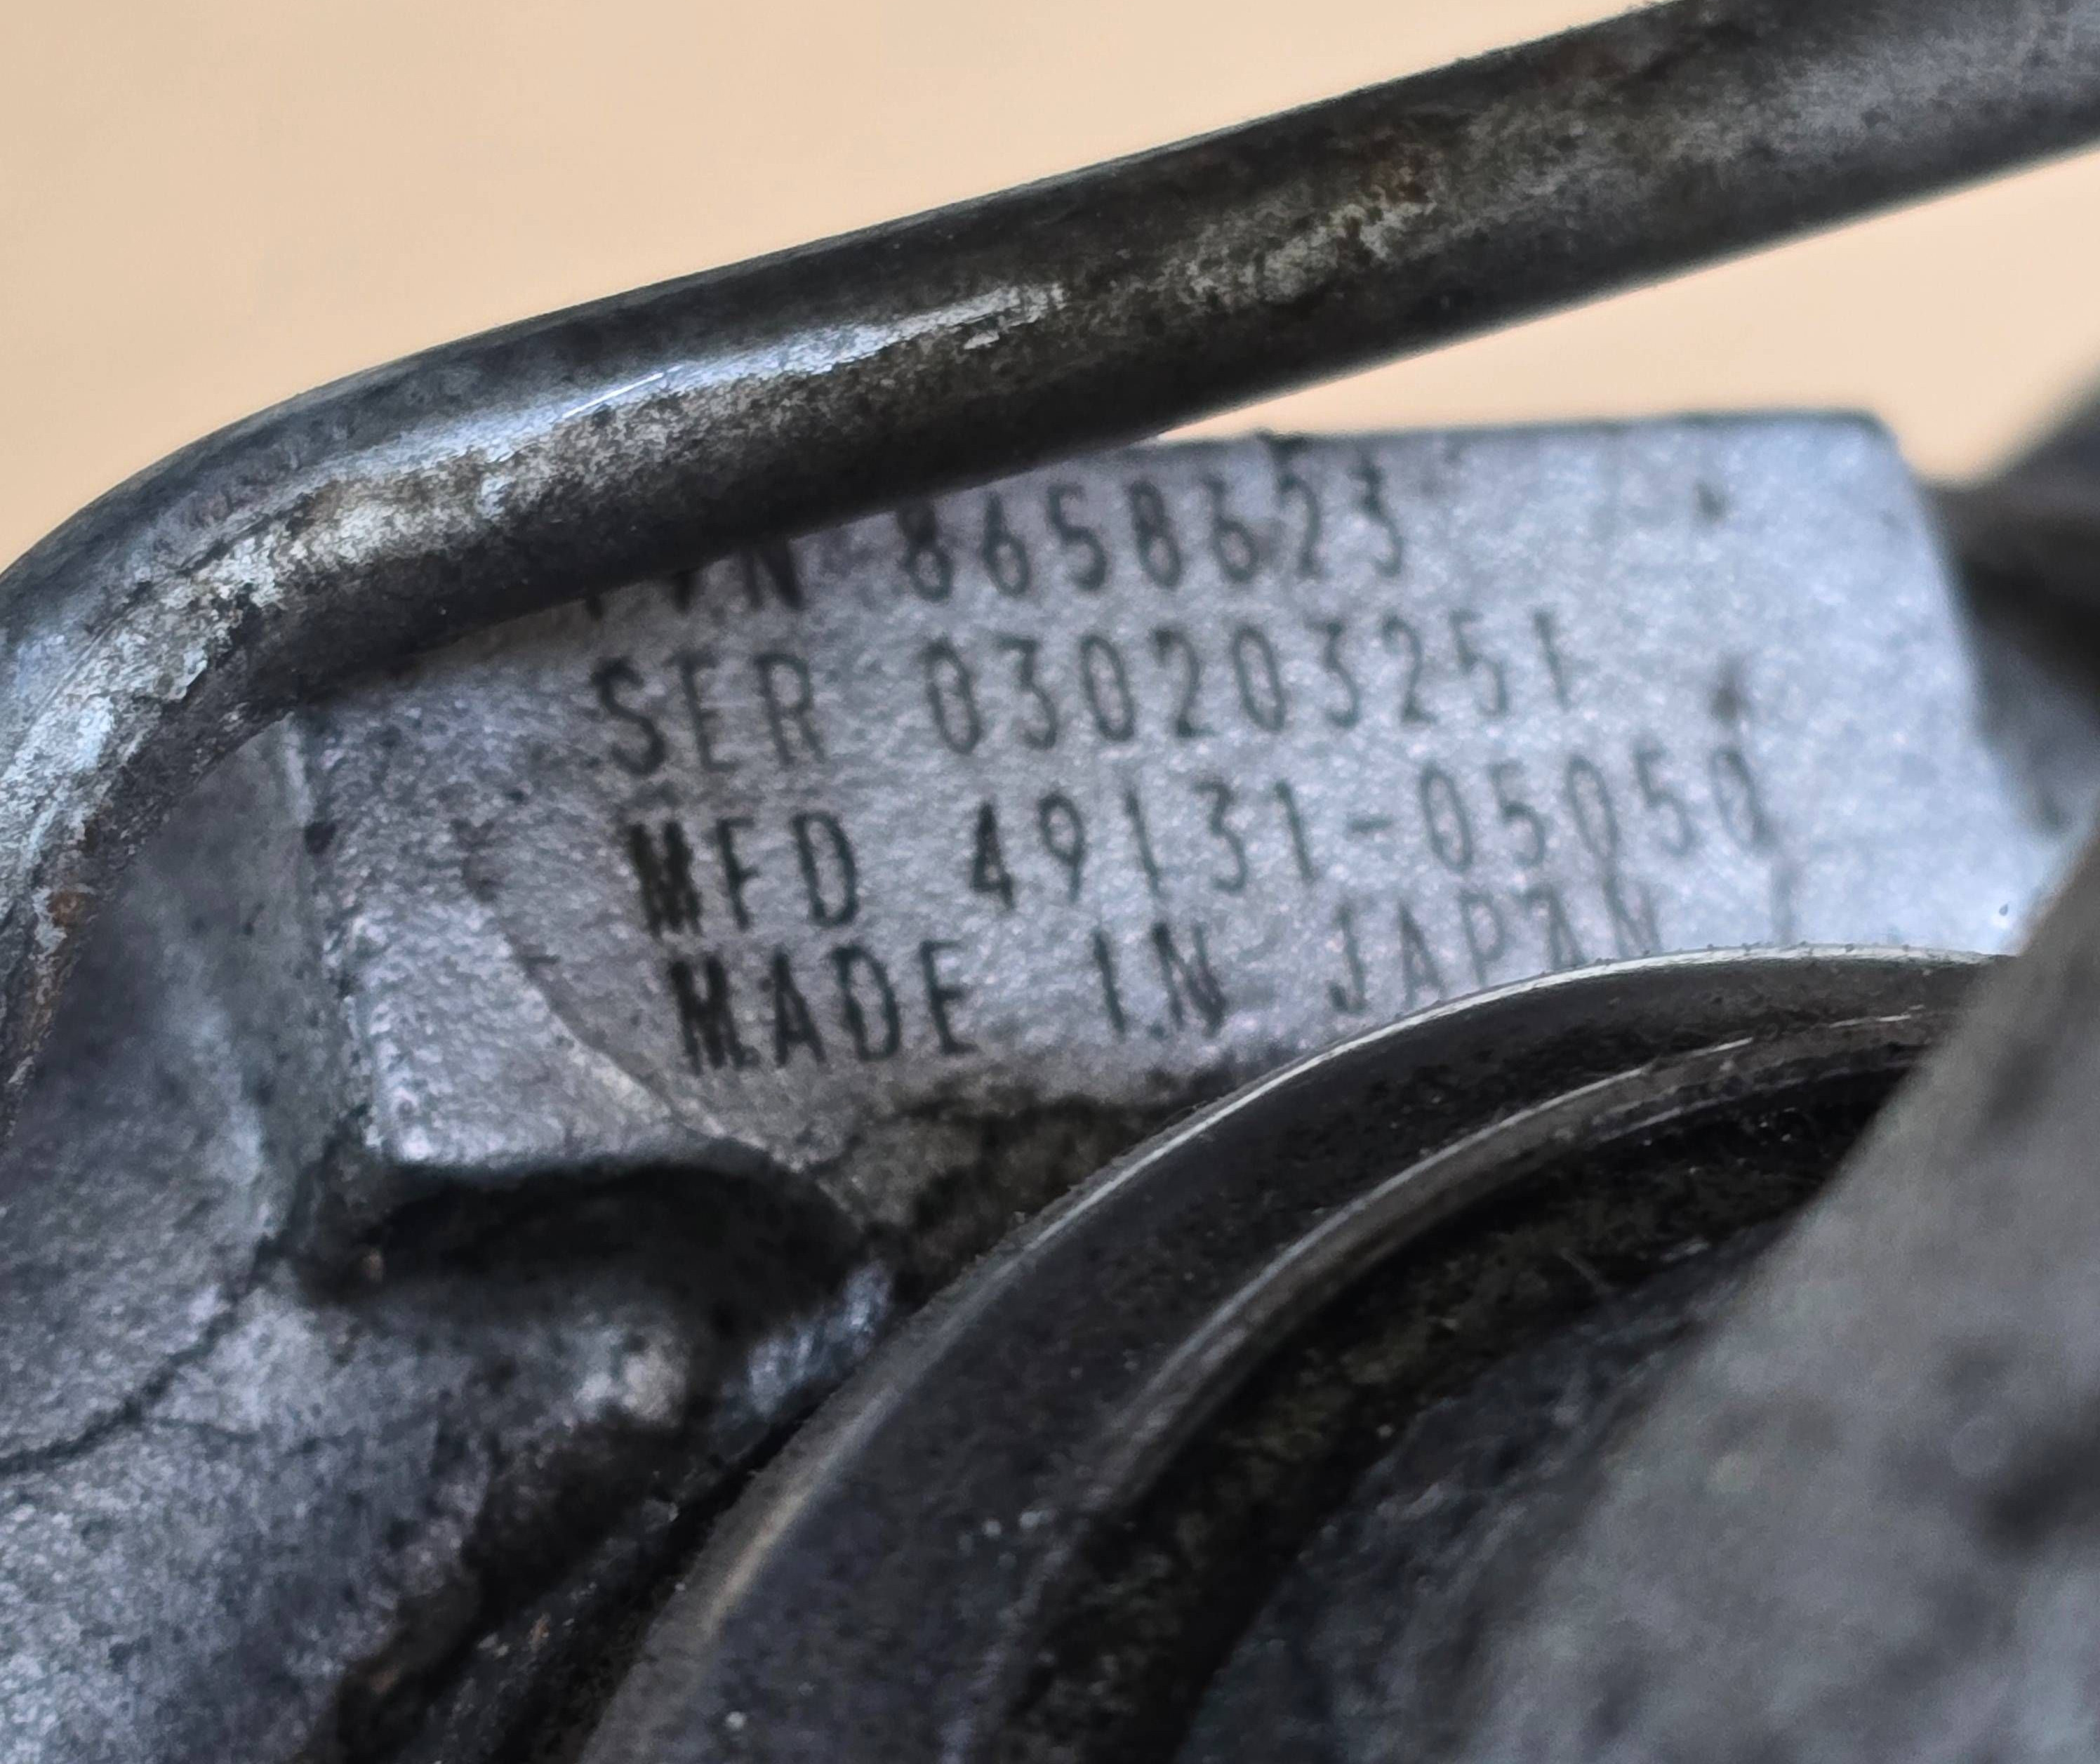 P/N 8658623
SER 030203251
MFD 49131-05050
MADE IN JAPAN